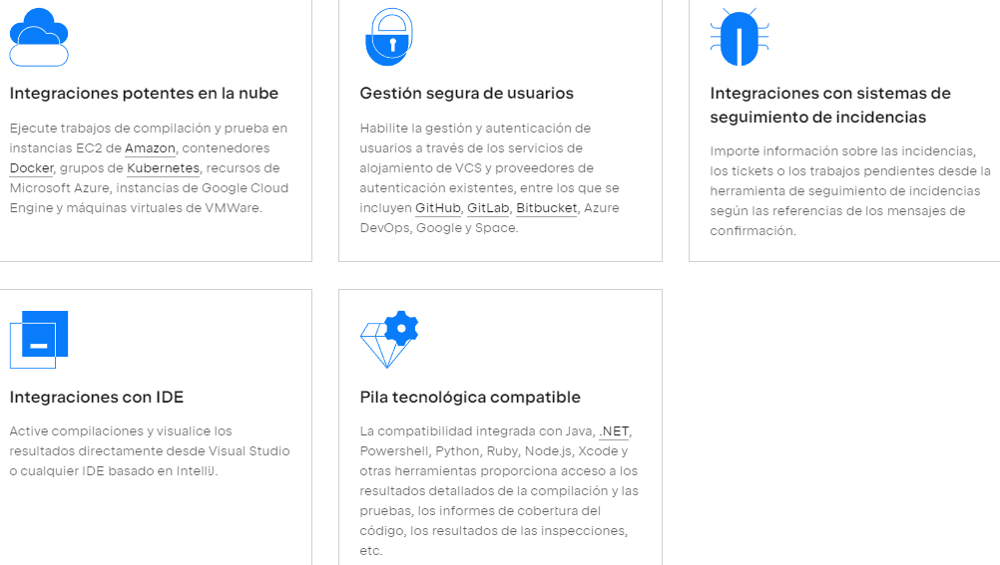 Integraciones potentes en la nube
Ejecute trabajos de compilación y prueba en
instancias EC2 de Amazon, contenedores
Docker, grupos de Kubernetes, recursos de
Microsoft Azure, instancias de Google Cloud
Engine y máquinas virtuales de VMWare.
Gestión segura de usuarios
Habilite la gestión y autenticación de
usuarios a través de los servicios de
alojamiento de VCS y proveedores de
autenticación existentes, entre los que se
incluyen GitHub, GitLab, Bitbucket, Azure
DevOps, Google y Space.
Integraciones con sistemas de
seguimiento de incidencias
Importe información sobre las incidencias,
los tickets o los trabajos pendientes desde la
herramienta de seguimiento de incidencias
según las referencias de los mensajes de
confirmación.
Integraciones con IDE
Active compilaciones y visualice los
resultados directamente desde Visual Studio
o cualquier IDE basado en IntelliJ.
Pila tecnológica compatible
La compatibilidad integrada con Java, .NET,
Powershell, Python, Ruby, Node.js, Xcode y
otras herramientas proporciona acceso a los
resultados detallados de la compilación y las
pruebas, los informes de cobertura del
código, los resultados de las inspecciones,
etc.